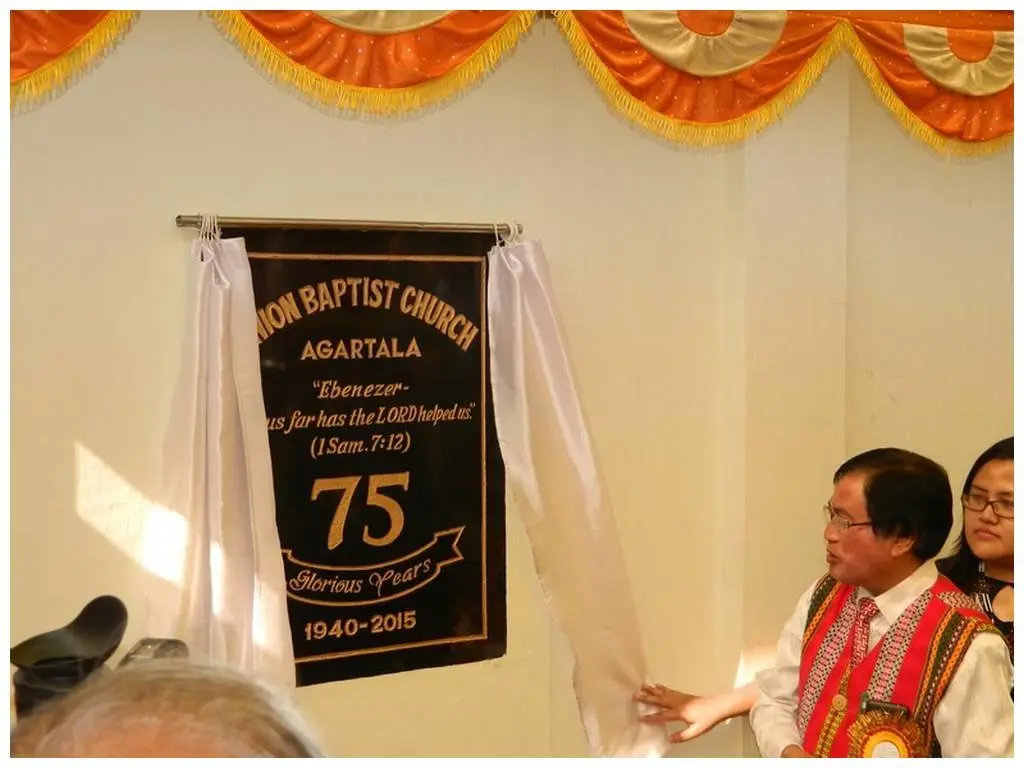 NION BAPTIST CHURCH
AGARTALA
"Ebenezer-
us far has the LORD helped us."
(1 Sam. 7:12)
75
Glorious Years
1940-2015